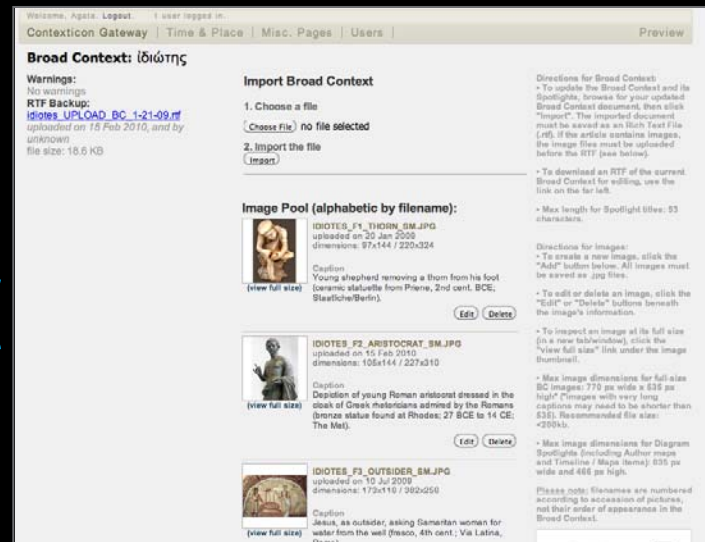 Welcome, Agata. Logout. 1 user logged in.
Contexticon Gateway | Time & Place | Misc. Pages | Users | Preview
Broad Context: ἰδιώτης
Warnings:
No warnings
RTF Backup:
idiotes_UPLOAD_BC_1-21-09.rtf
uploaded on 15 Feb 2010, and by
unknown
file size: 18.6 KB
Import Broad Context
1. Choose a file
Choose File no file selected
2. Import the file
Import
Image Pool (alphabetic by filename):
IDIOTES_F1_THORN_SM.JPG
uploaded on 20 Jan 2009
dimensions: 97x144 / 220x324
Caption
Young shepherd removing a thorn from his foot
(ceramic statuette from Priene, 2nd cent. BCE;
Staatliche/Berlin).
(view full size)
Edit Delete
IDIOTES_F2_ARISTOCRAT_SM.JPG
uploaded on 15 Feb 2010
dimensions: 105x144 / 227x310
Caption
Depiction of young Roman aristocrat dressed in the
cloak of Greek rhetoricians admired by the Romans
(bronze statue found at Rhodes; 27 BCE to 14 CE;
The Met).
(view full size)
Edit Delete
IDIOTES_F3_OUTSIDER_SM.JPG
uploaded on 10 Jul 2009
dimensions: 173x110 / 392x250
Caption
Jesus, as outsider, asking Samaritan woman for
water from the well (fresco, 4th cent.; Via Latina,
(view full size)
Directions for Broad Context:
• To update the Broad Context and its
Spotlights, browse for your updated
Broad Context document, then click
"Import". The imported document
must be saved as an Rich Text File
(.rtf). If the article contains images,
the image files must be uploaded
before the RTF (see below).
• To download an RTF of the current
Broad Context for editing, use the
link on the far left.
• Max length for Spotlight titles: 53
characters.
Directions for Images:
• To create a new image, click the
"Add" button below. All images must
be saved as .jpg files.
• To edit or delete an image, click the
"Edit" or "Delete" buttons beneath
the image's information.
• To inspect an image at its full size
(in a new tab/window), click the
"view full size" link under the image
thumbnail.
• Max image dimensions for full-size
BC images: 770 px wide x 535 px
high* (*images with very long
captions may need to be shorter than
535). Recommended file size:
<200kb.
• Max image dimensions for Diagram
Spotlights (including Author maps
and Timeline / Maps items): 835 px
wide and 466 px high.
Please note: filenames are numbered
according to accession of pictures,
not their order of appearance in the
Broad Context.